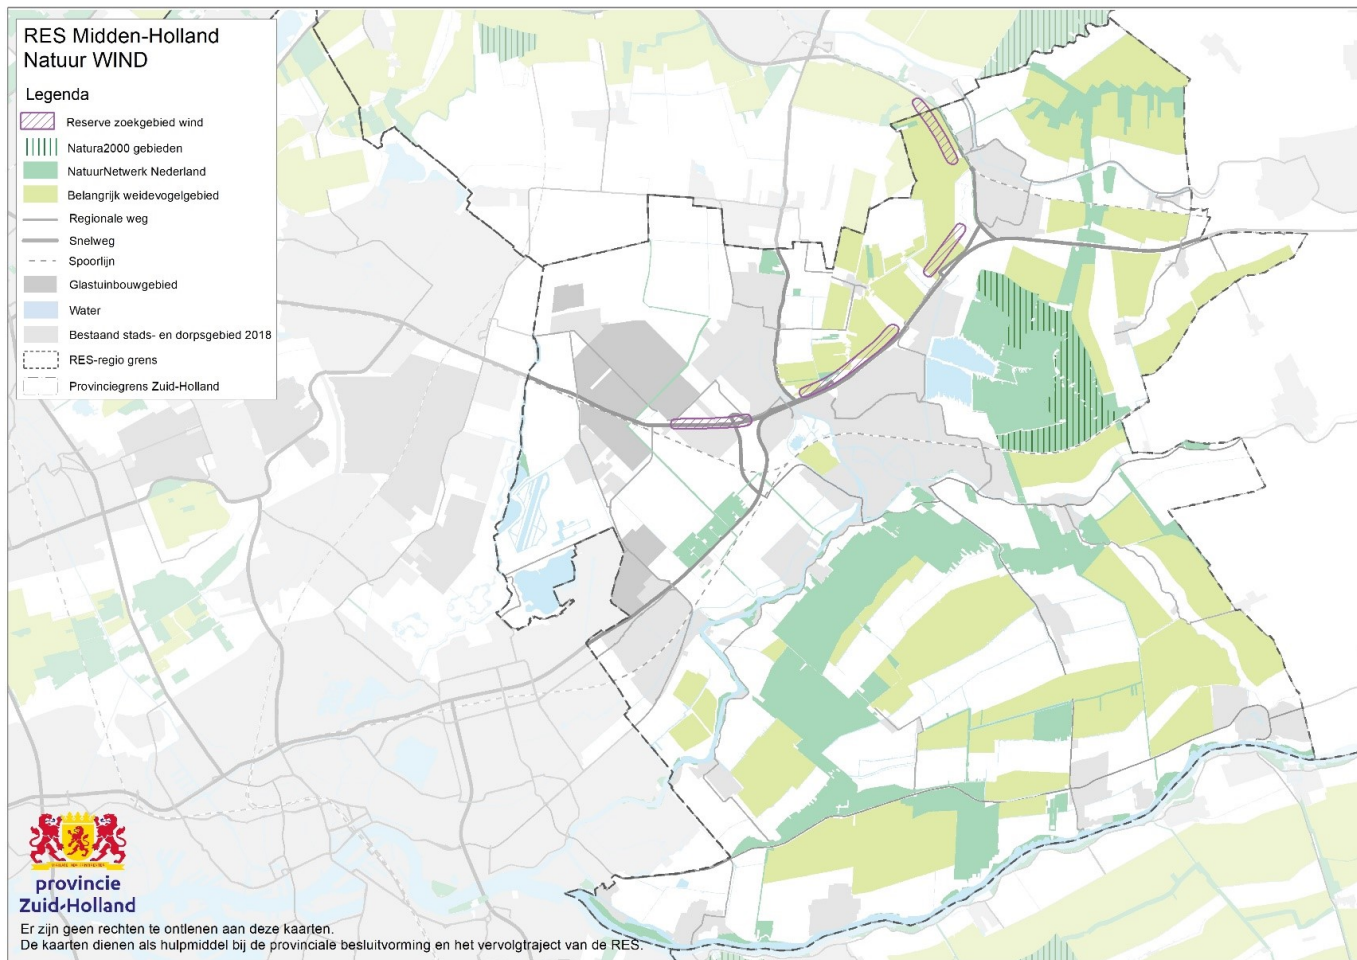 RES Midden-Holland
Natuur WIND
Legenda
Reserve zoekgebied wind
Natura2000 gebieden
NatuurNetwerk Nederland
Belangrijk weidevogelgebied
Regionale weg
Snelweg
Spoorlijn
Glastuinbouwgebied
Water
Bestaand stads- en dorpsgebied 2018
RES-regio grens
Provinciegrens Zuid-Holland
provincie
Zuid-Holland
Er zijn geen rechten te ontlenen aan deze kaarten.
De kaarten dienen als hulpmiddel bij de provinciale besluitvorming en het vervolgtraject van de RES.